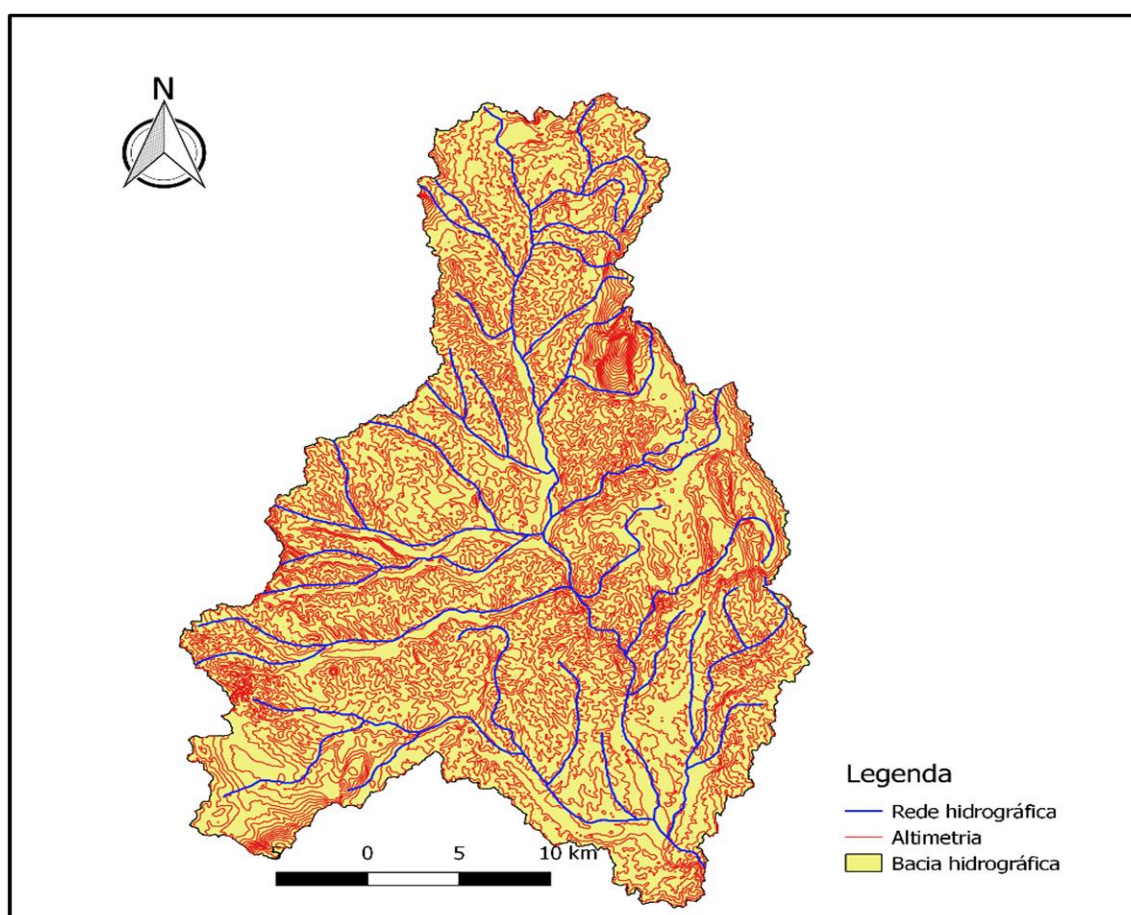 N
Legenda
Rede hidrográfica
Altimetria
Bacia hidrográfica
5 0 5 10 km